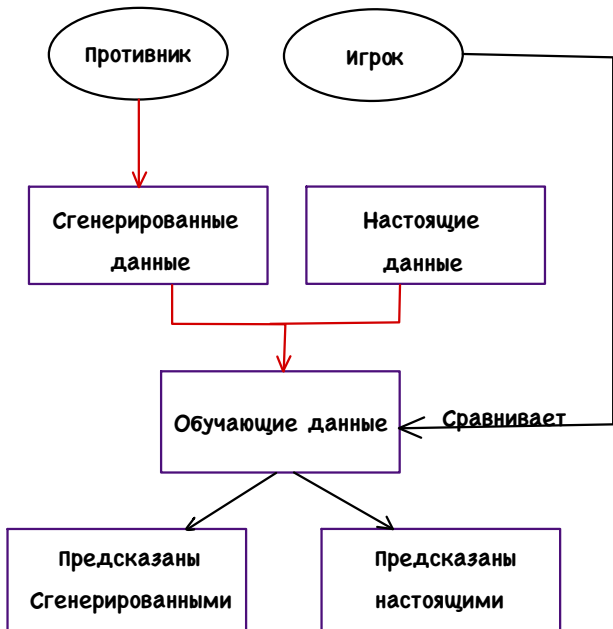 Противник
Игрок
Сгенерированные
данные
Настоящие
данные
Обучающие данные
Сравнивает
Предсказаны
Сгенерированными
Предсказаны
настоящими